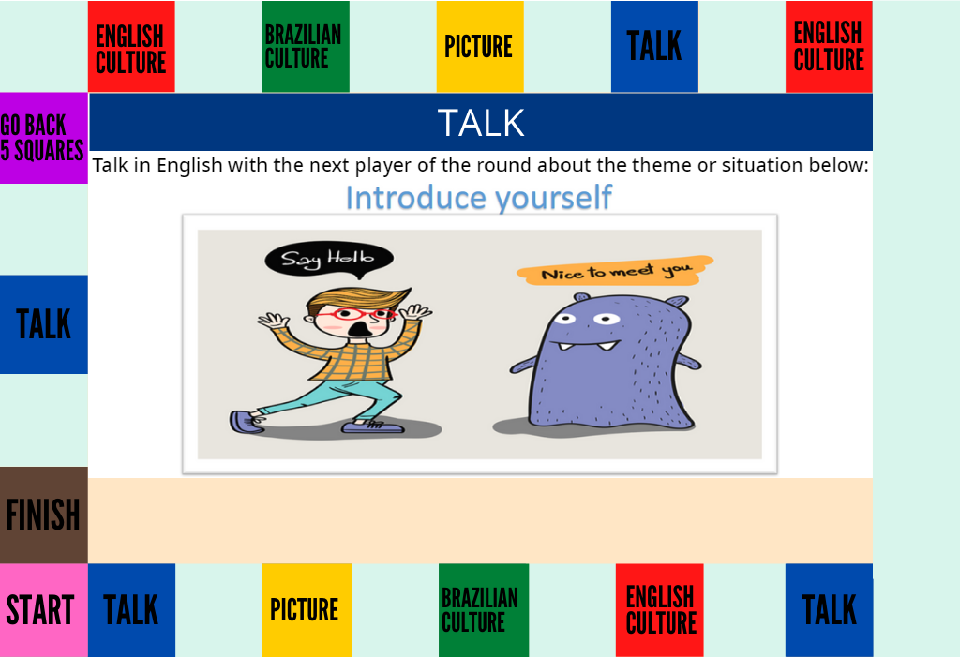 ENGLISH
CULTURE
BRAZILIAN
CULTURE
PICTURE
TALK
ENGLISH
CULTURE
GO BACK
5 SQUARES
TALK
Talk in English with the next player of the round about the theme or situation below:
Introduce yourself
Say Hello
Nice to meet you
TALK
FINISH
START
TALK
PICTURE
BRAZILIAN
CULTURE
ENGLISH
CULTURE
TALK